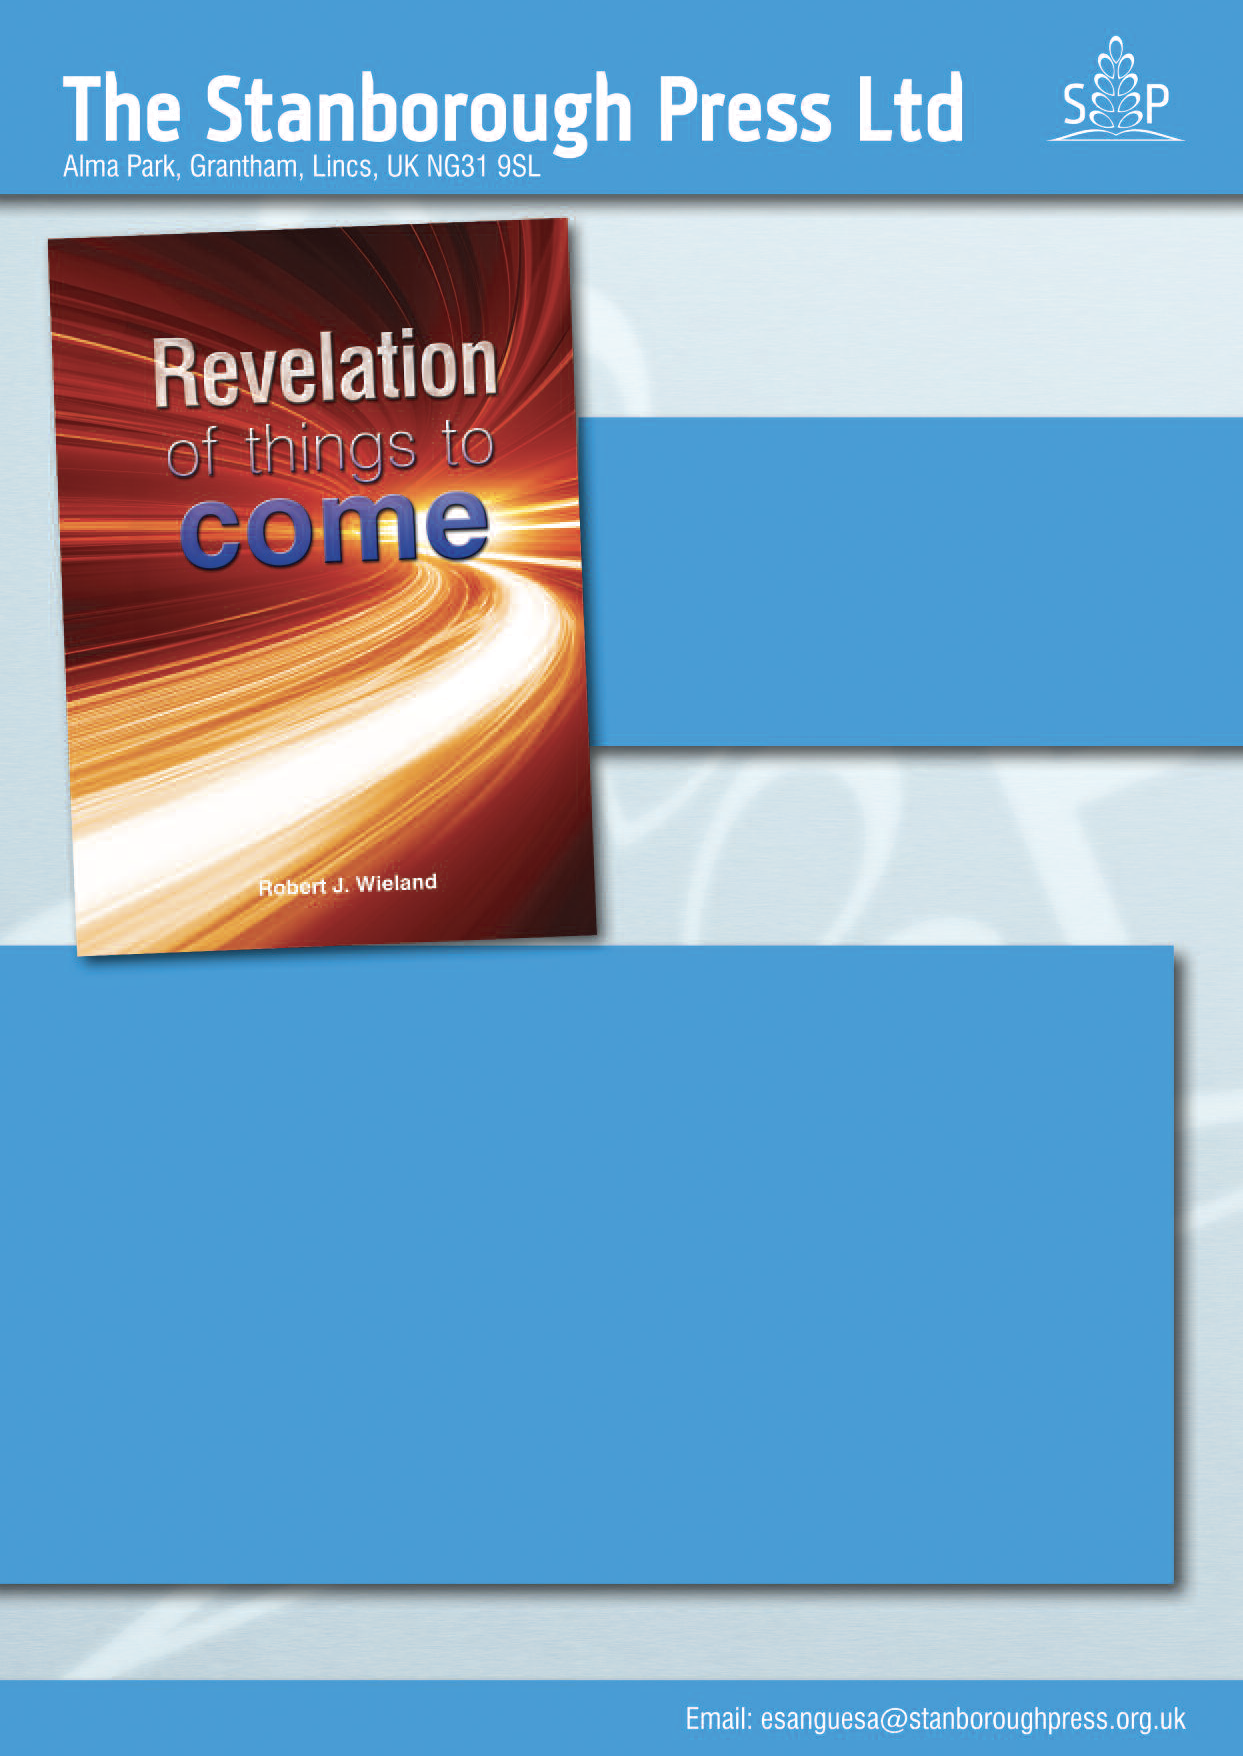 The Stanborough Press Ltd
Alma Park, Grantham, Lincs, UK NG31 9SL
S P
Revelation
of things to
come
Robert J. Wieland
Email: esanguesa@stanboroughpress.org.uk